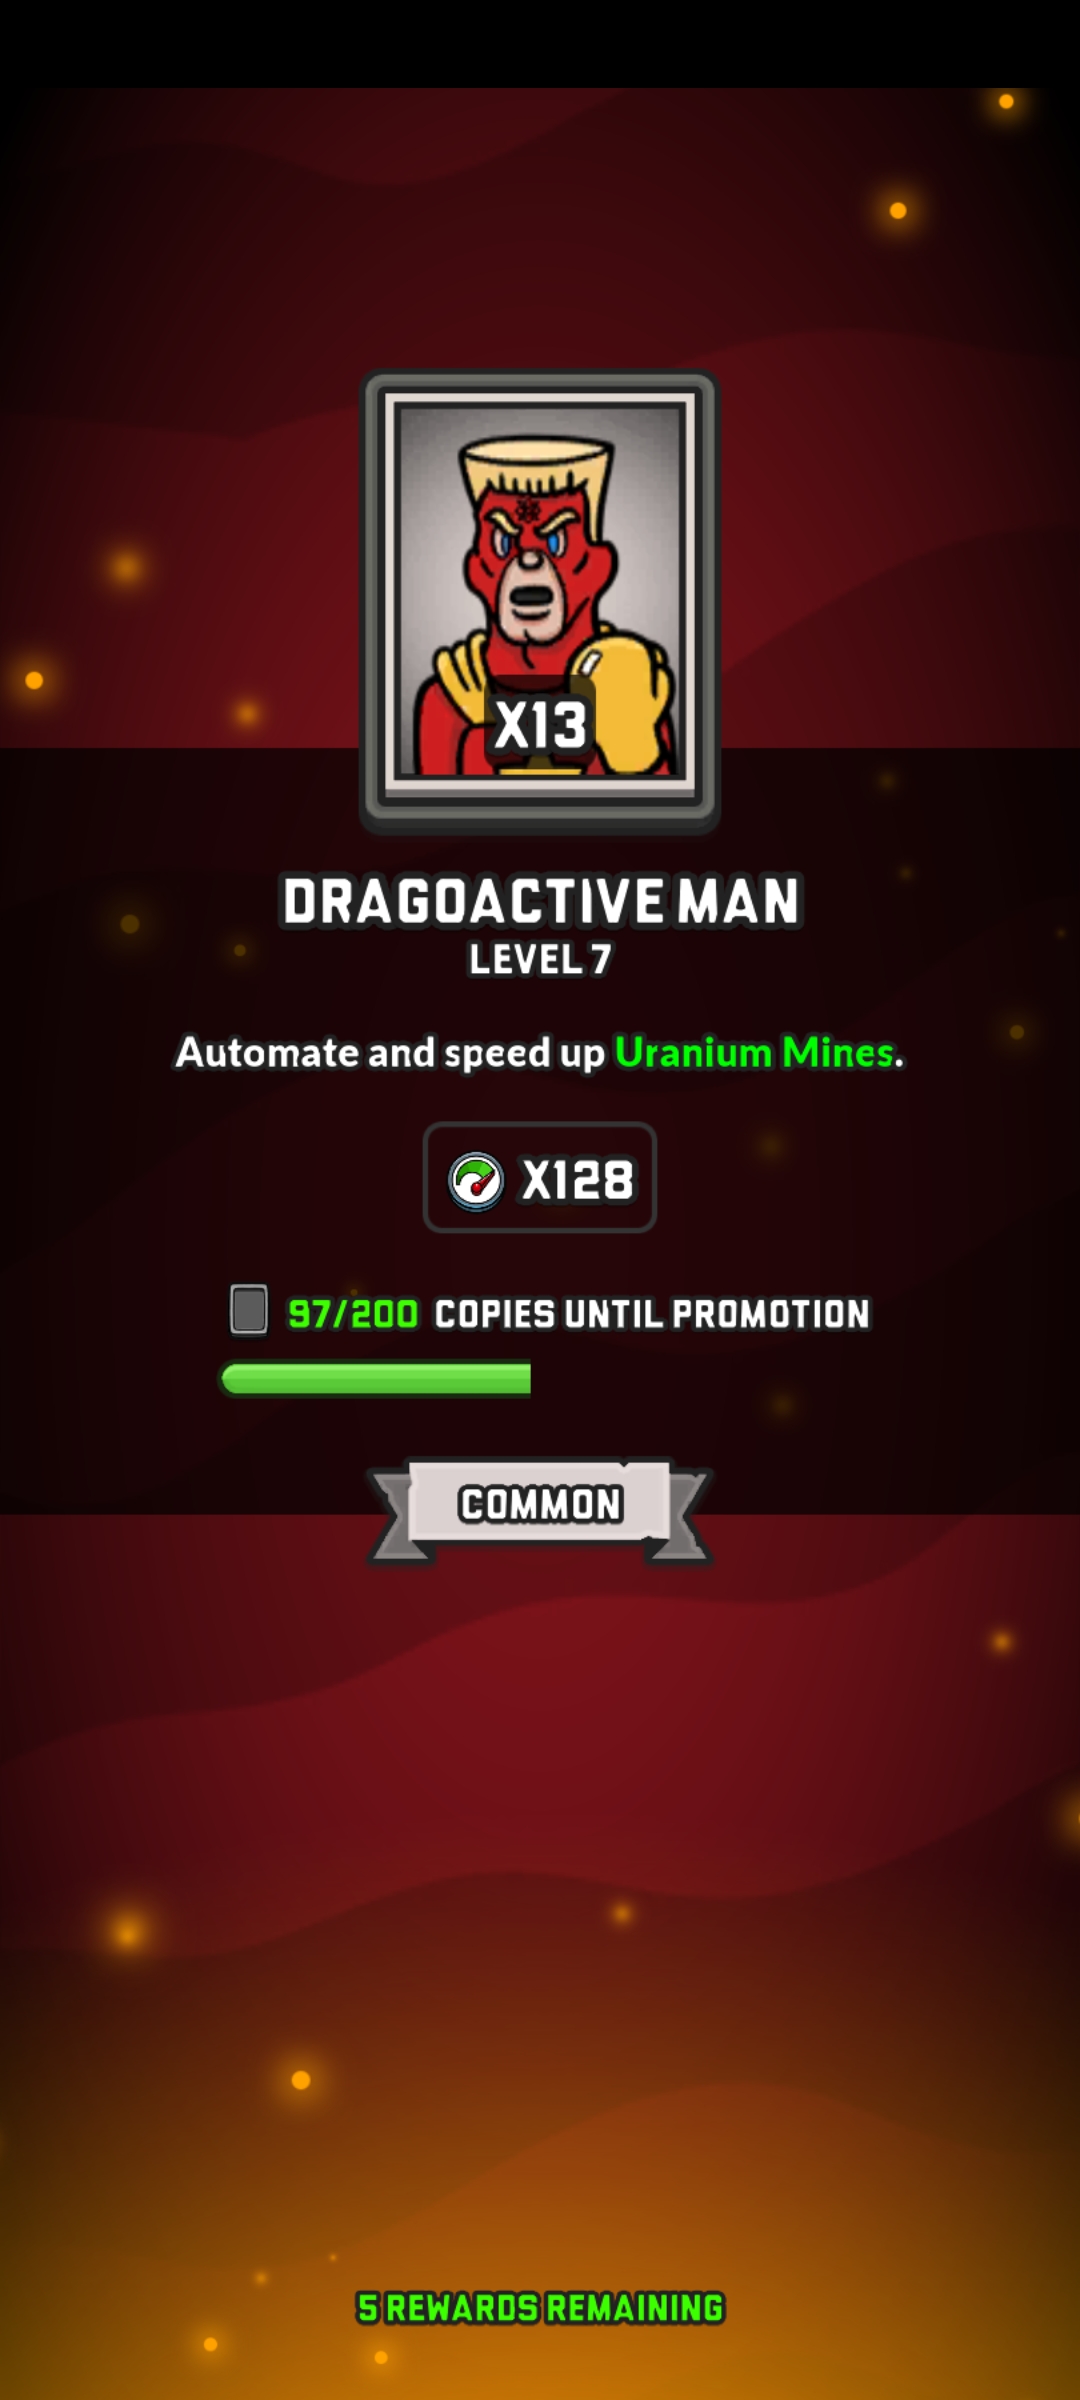 X13
DRAGOACTIVE MAN
LEVEL 7
Automate and speed up Uranium Mines.
X128
97/200 COPIES UNTIL PROMOTION
COMMON
5 REWARDS REMAINING